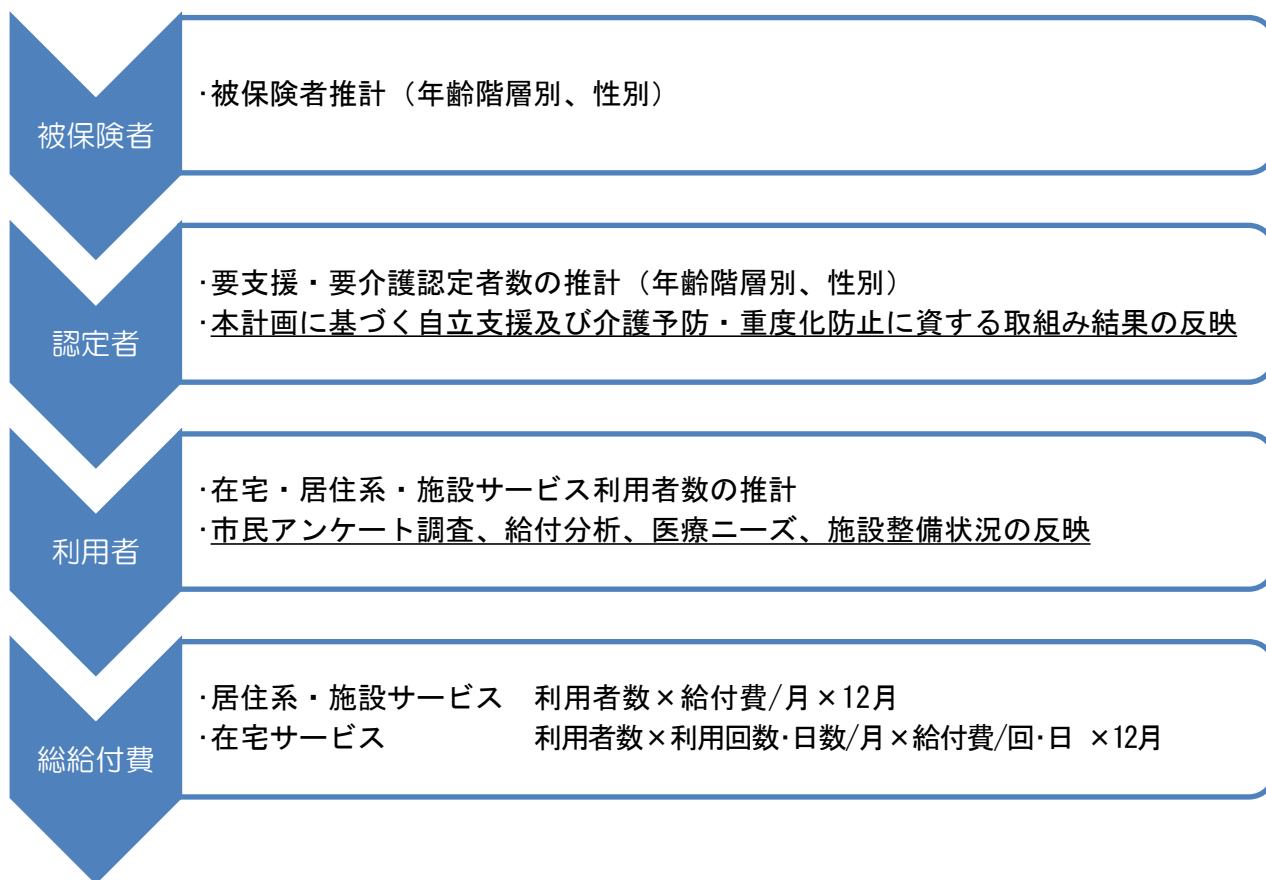 被保険者
・被保険者推計（年齢階層別、性別）
認定者
・要支援・要介護認定者数の推計（年齢階層別、性別）
・本計画に基づく自立支援及び介護予防・重度化防止に資する取組み結果の反映
利用者
・在宅・居住系・施設サービス利用者数の推計
・市民アンケート調査、給付分析、医療ニーズ、施設整備状況の反映
総給付費
・居住系・施設サービス　利用者数×給付費/月×12月
・在宅サービス　　　　　利用者数×利用回数・日数/月×給付費/回・日 ×12月